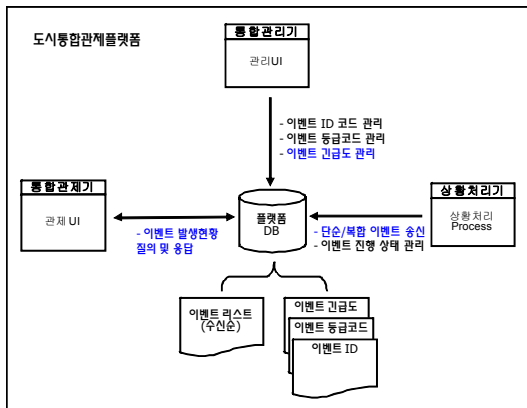 도시통합관제플랫폼
통합관리기
관리UI
- 이벤트 ID 코드 관리
- 이벤트 등급코드 관리
- 이벤트 긴급도 관리
통합관제기
관제 UI
- 이벤트 발생현황
질의 및 응답
플랫폼
DB
상황처리기
상황처리
Process
- 단순/복합 이벤트 송신
- 이벤트 진행 상태 관리
이벤트 리스트
(수신순)
이벤트 긴급도
이벤트 등급코드
이벤트 ID